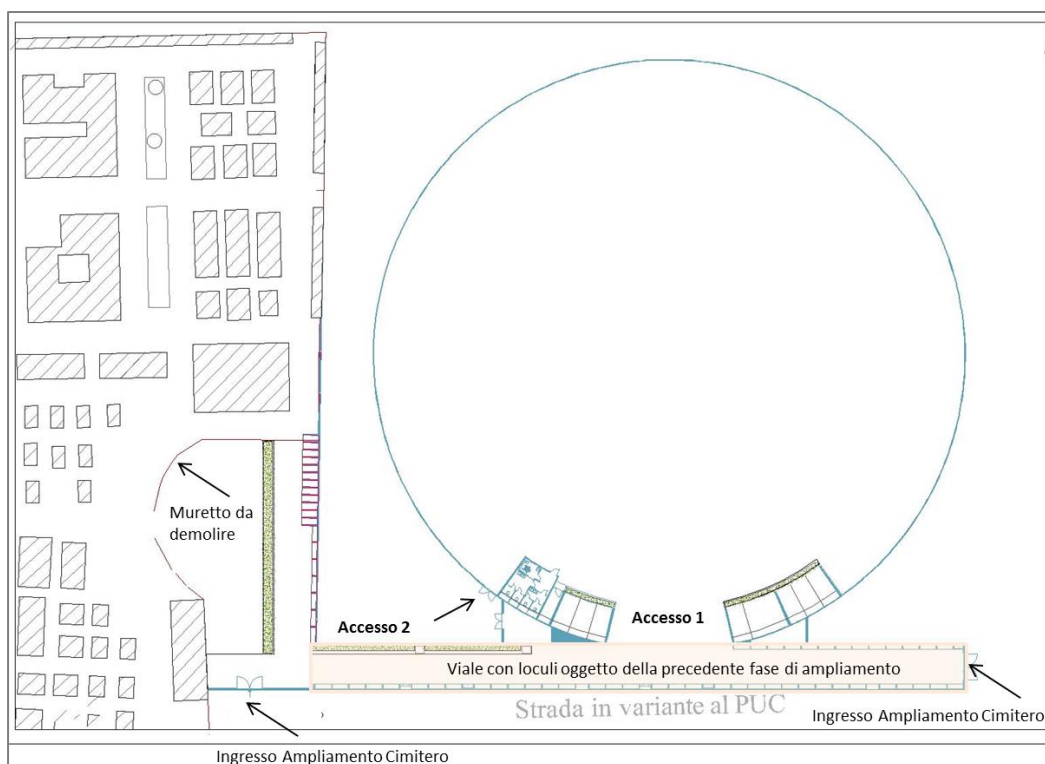 Muretto da
demolire
Accesso 2
Accesso 1
Viale con loculi oggetto della precedente fase di ampliamento
Strada in variante al PUC
Ingresso Ampliamento Cimitero
Ingresso Ampliamento Cimitero